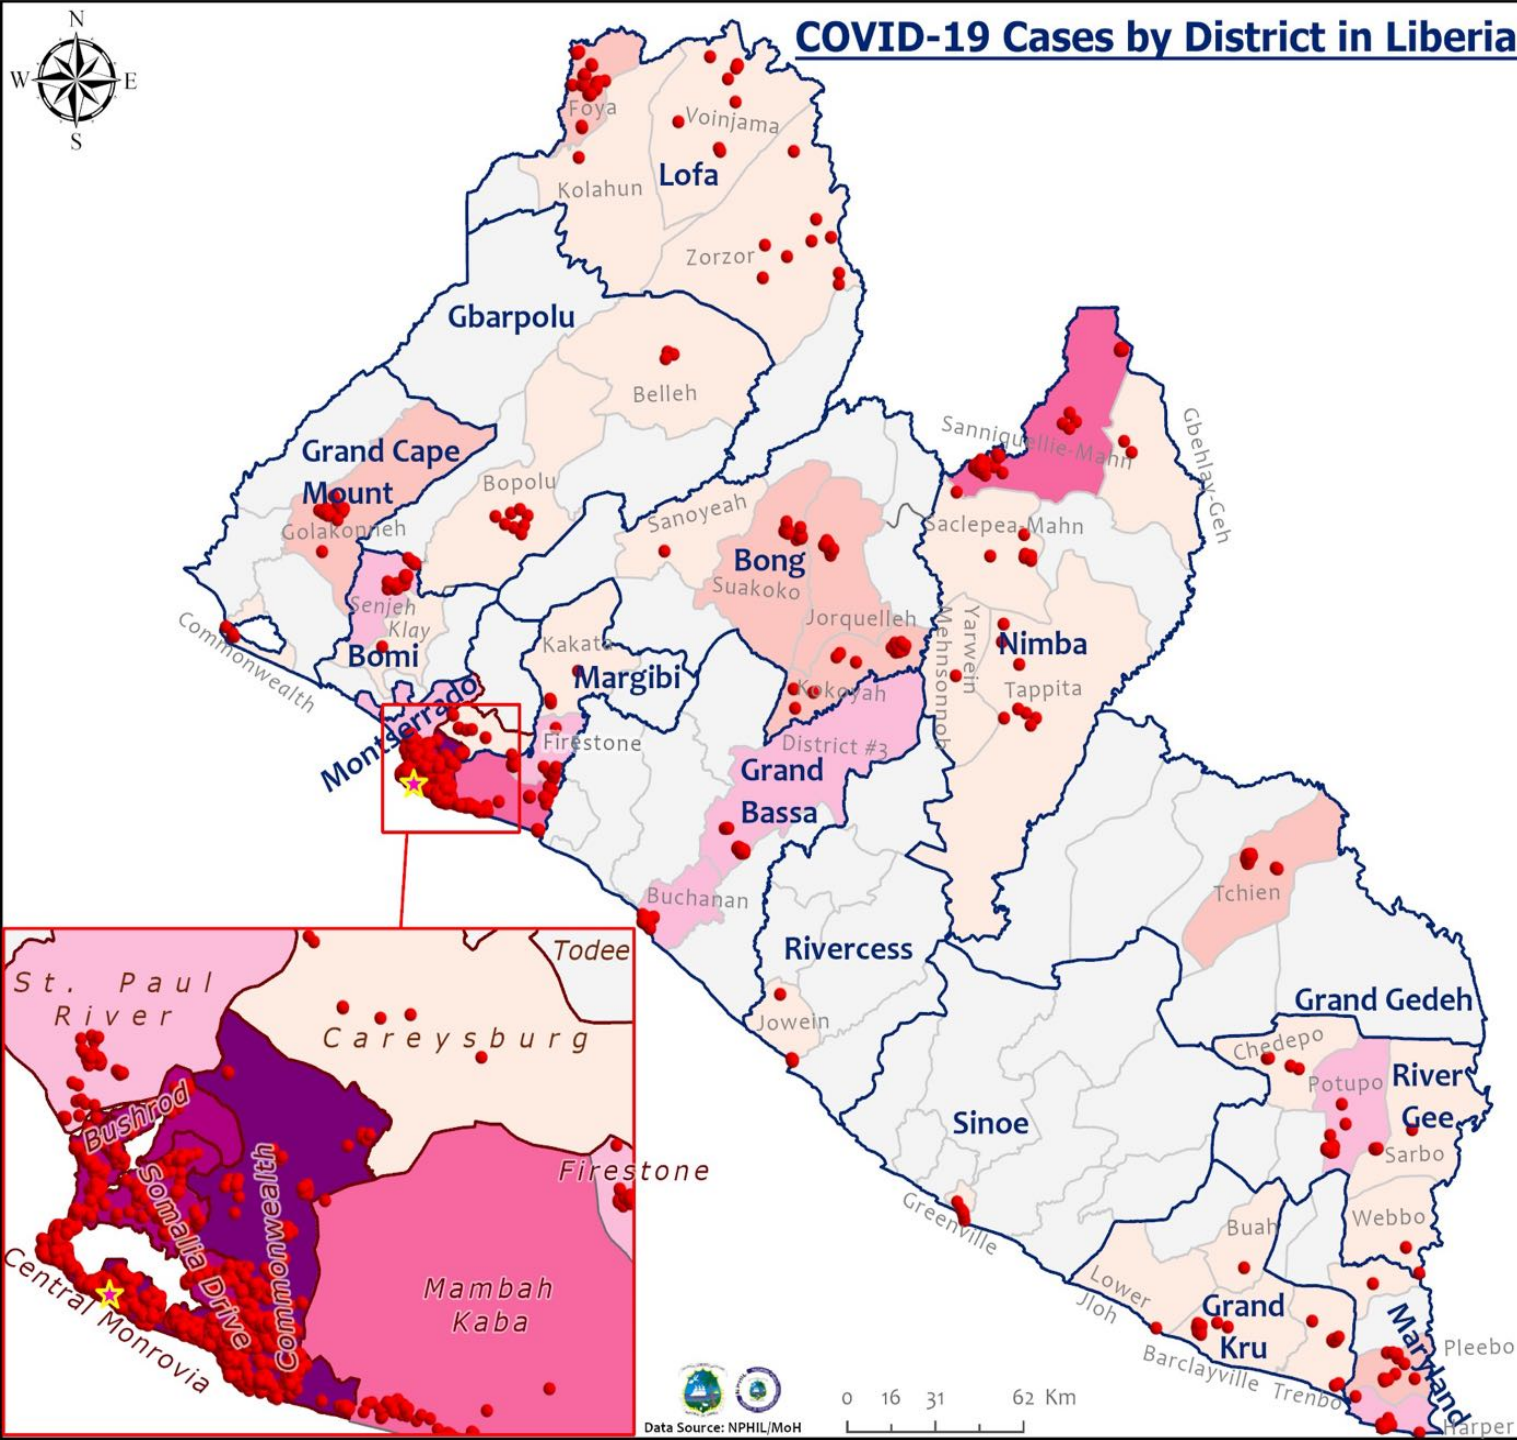 COVID-19 Cases by District in Liberia
N
W
E
S
Foya
Voinjama
Lofa
Kolahun
Zorzor
Gbarpolu
Belleh
Grand Cape
Mount
Golakonneh
Bopolu
Sanniquellie-Mahn
Gbehlay-Geh
Sanoyeah
Saclepea-Mahn
Bong
Suakoko
Jorquelleh
Senjeh
Klay
Bomi
Commonwealth
Kakata
Margibi
Mehnsonnoh
Yarwein
Nimba
Tappita
Kokoyah
Montserrado
Firestone
District #3
Grand
Bassa
Buchanan
Tchien
Rivercess
Jowein
Grand Gedeh
Chedepo
Potupo
River
Gee
Sarbo
Sinoe
Greenville
Webbo
Buah
Lower
Jloh
Grand
Kru
Barclayville
Trenbo
Maryland
Pleebo
Harper
St. Paul
River
Todee
Careysburg
Bushrod
Somalia Drive
Commonwealth
Firestone
Central Monrovia
Mambah
Kaba
0 16 31 62 Km
Data Source: NPHIL/MoH